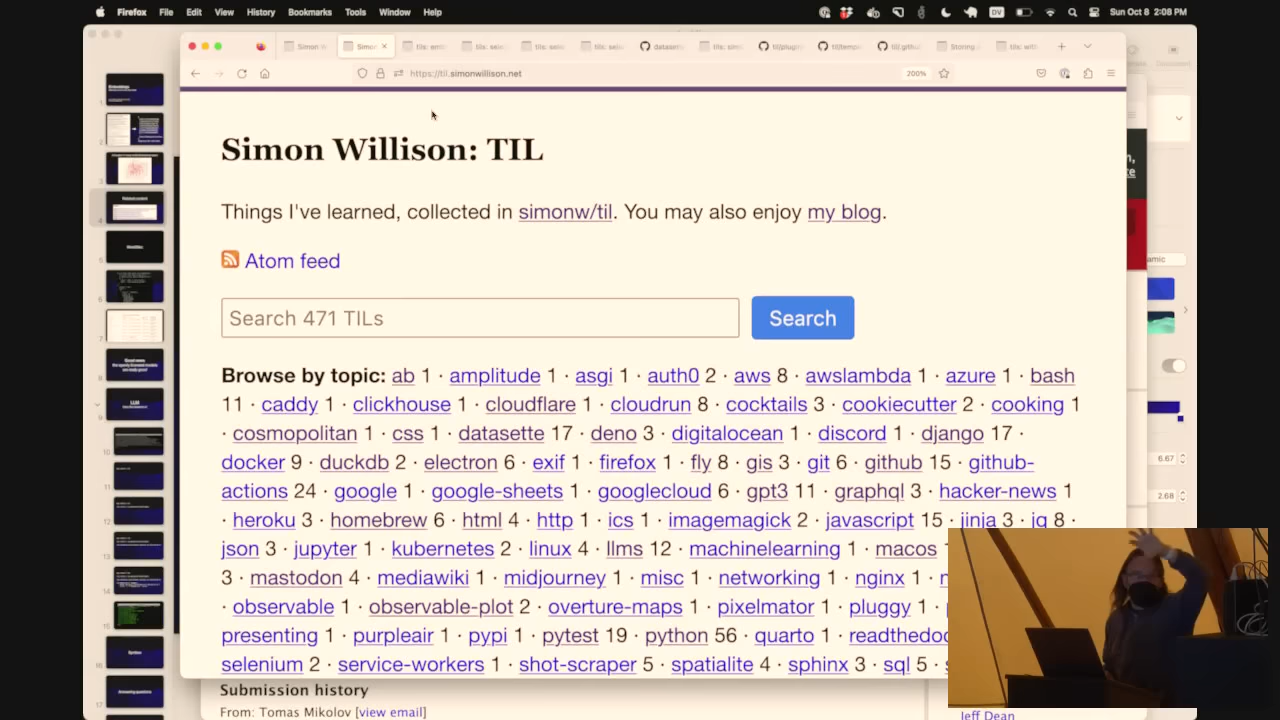 Firefox File Edit View History Bookmarks Tools Window Help
DV
Sun Oct 8 2:08 PM
https://til.simonwillison.net
200%
Simon Willison: TIL
Things I've learned, collected in simonw/til. You may also enjoy my blog.
Atom feed
Search 471 TILs
Search
Browse by topic: ab 1 · amplitude 1 · asgi 1 · auth0 2 · aws 8 · awslambda 1 · azure 1 · bash
11 · caddy 1 · clickhouse 1 · cloudflare 1 · cloudrun 8 · cocktails 3 · cookiecutter 2 · cooking 1
· cosmopolitan 1 · css 1 · datasette 17 · deno 3 · digitalocean 1 · discord 1 · django 17 ·
docker 9 · duckdb 2 · electron 6 · exif 1 · firefox 1 · fly 8 · gis 3 · git 6 · github 15 · github-
actions 24 · google 1 · google-sheets 1 · googlecloud 6 · gpt3 11 · graphql 3 · hacker-news 1
· heroku 3 · homebrew 6 · html 4 · http 1 · ics 1 · imagemagick 2 · javascript 15 · jinja 3 · jq 8 ·
json 3 · jupyter 1 · kubernetes 2 · linux 4 · llms 12 · machinelearning 1 · macos
3 · mastodon 4 · mediawiki 1 · midjourney 1 · misc 1 · networking 1 · nginx
· observable 1 · observable-plot 2 · overture-maps 1 · pixelmator 1 · pluggy 1 ·
presenting 1 · purpleair 1 · pypi 1 · pytest 19 · python 56 · quarto 1 · readthedoc
selenium 2 · service-workers 1 · shot-scraper 5 · spatialite 4 · sphinx 3 · sql 5 ·
Submission history
From: Tomas Mikolov [view email]
Jeff Dean
6.67
2.68